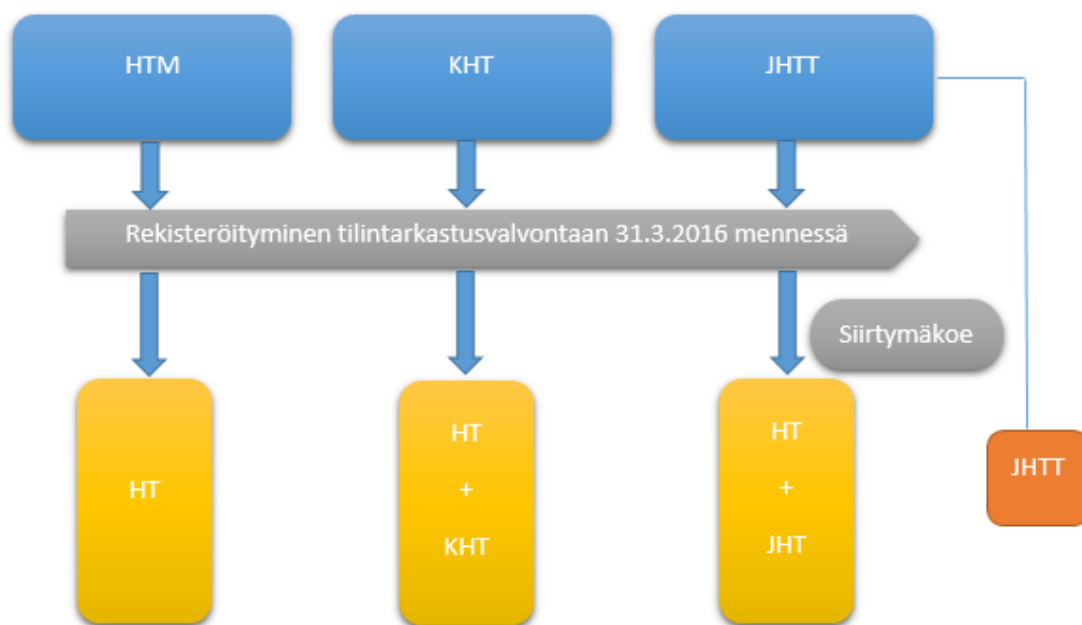 HTM
KHT
JHTT
Rekisteröityminen tilintarkastusvalvontaan 31.3.2016 mennessä
Siirtymäkoe
HT
HT
+
KHT
HT
+
JHT
JHTT